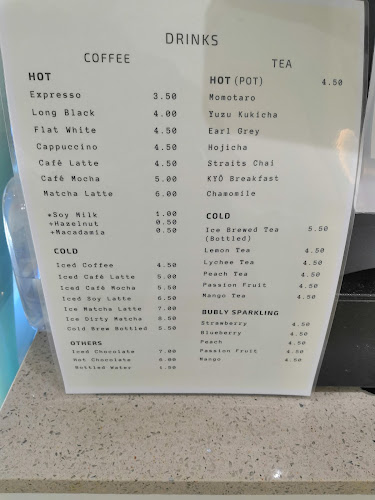 DRINKS
COFFEE
HOT
Expresso 3.50
Long Black 4.00
Flat White 4.50
Cappuccino 4.50
Café Latte 4.50
Café Mocha 5.00
Matcha Latte 6.00
*Soy Milk 1.00
+Hazelnut 0.50
+Macadamia 0.50
COLD
Iced Coffee 4.50
Iced Café Latte 5.00
Iced Café Mocha 5.50
Iced Soy Latte 6.50
Ice Matcha Latte 7.00
Ice Dirty Matcha 8.50
Cold Brew Bottled 5.50
OTHERS
Iced Chocolate 7.00
Hot Chocolate 6.00
Bottled Water 1.50
TEA
HOT (POT) 4.50
Momotaro
Yuzu Kukicha
Earl Grey
Hojicha
Straits Chai
KYŌ Breakfast
Chamomile
COLD
Ice Brewed Tea 5.50
(Bottled)
Lemon Tea 4.50
Lychee Tea 4.50
Peach Tea 4.50
Passion Fruit 4.50
Mango Tea 4.50
BUBLY SPARKLING
Strawberry 4.50
Blueberry 4.50
Peach 4.50
Passion Fruit 4.50
Mango 4.50